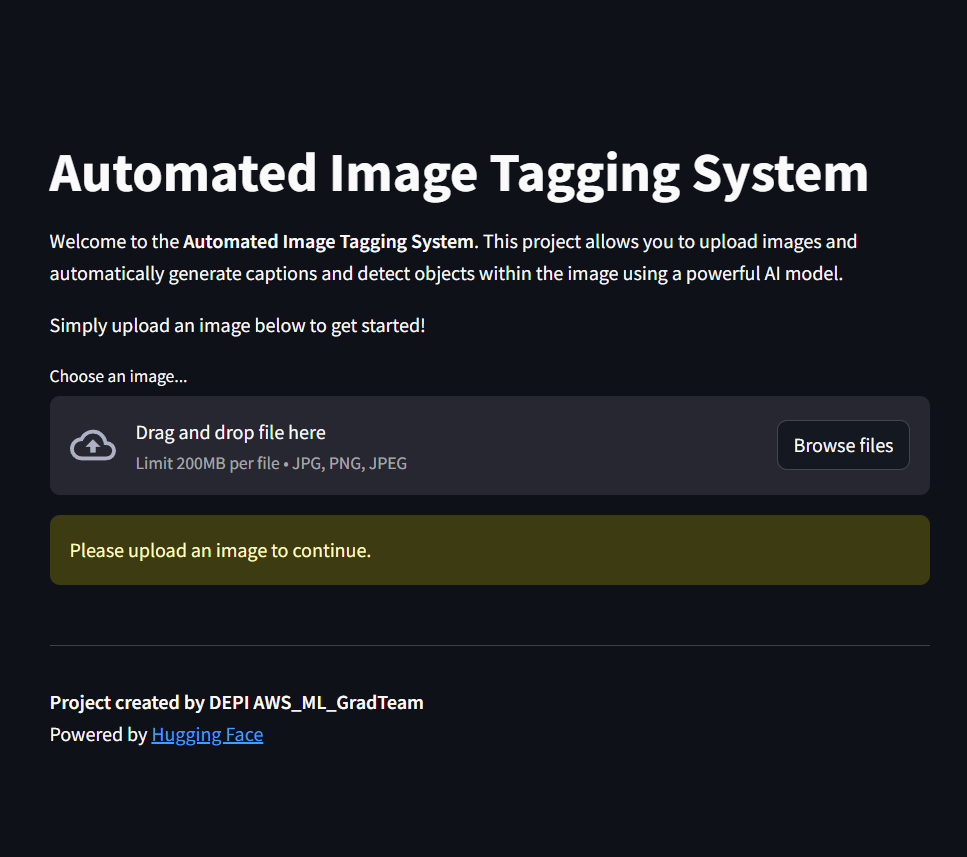 Automated Image Tagging System
Welcome to the Automated Image Tagging System. This project allows you to upload images and
automatically generate captions and detect objects within the image using a powerful AI model.
Simply upload an image below to get started!
Choose an image...
Drag and drop file here
Limit 200MB per file • JPG, PNG, JPEG
Browse files
Please upload an image to continue.
Project created by DEPI AWS_ML_GradTeam
Powered by Hugging Face